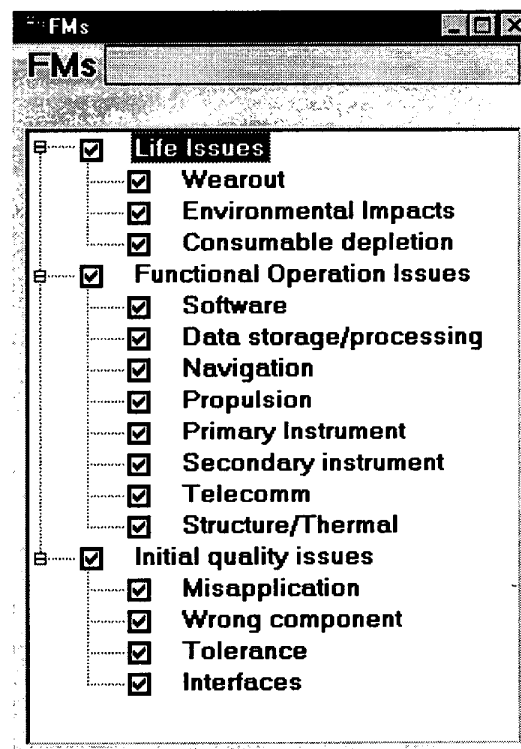 FMs
FMs
Life Issues
Wearout
Environmental Impacts
Consumable depletion
Functional Operation Issues
Software
Data storage/processing
Navigation
Propulsion
Primary Instrument
Secondary instrument
Telecomm
Structure/Thermal
Initial quality issues
Misapplication
Wrong component
Tolerance
Interfaces